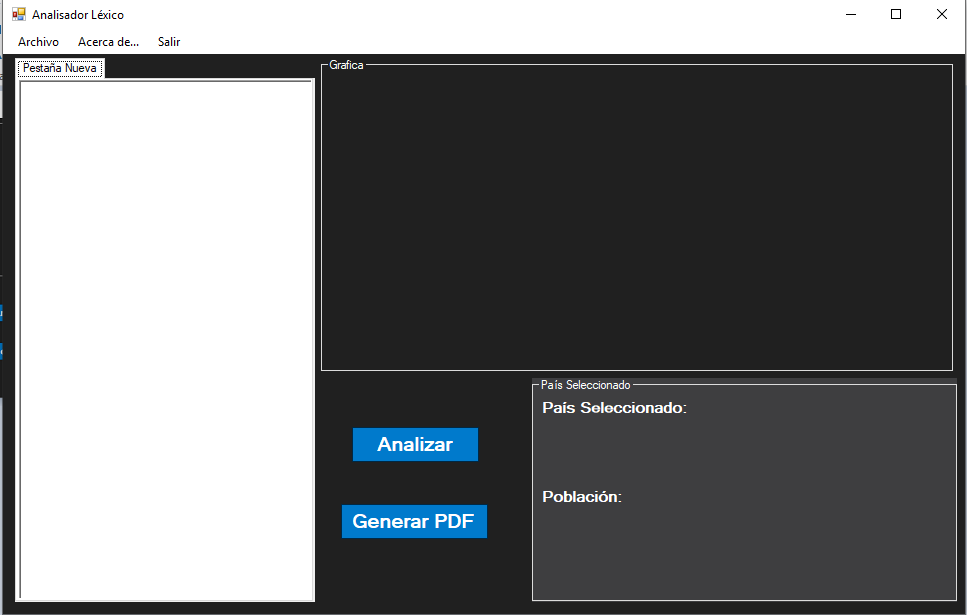 Analisador Léxico
Archivo Acerca de... Salir
Pestaña Nueva
Grafica
Analizar
Generar PDF
País Seleccionado
País Seleccionado:
Población: